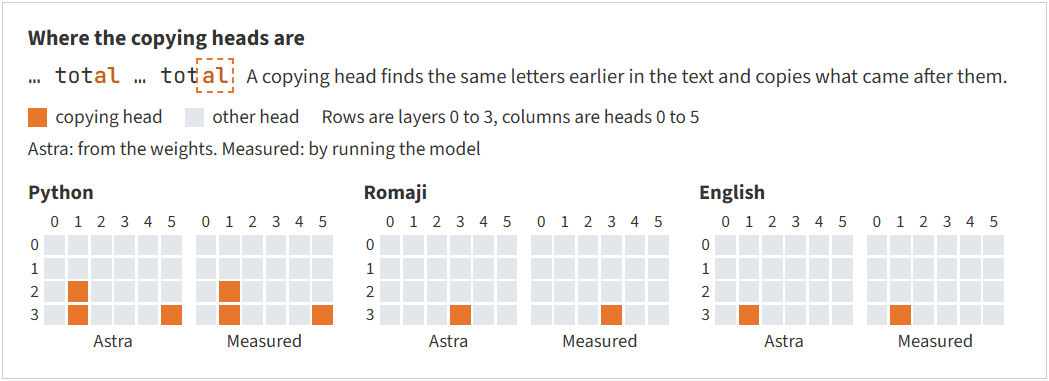 Where the copying heads are
… total … total A copying head finds the same letters earlier in the text and copies what came after them.
copying head other head Rows are layers 0 to 3, columns are heads 0 to 5
Astra: from the weights. Measured: by running the model
Python Romaji English
0 1 2 3 4 5 0 1 2 3 4 5 0 1 2 3 4 5 0 1 2 3 4 5 0 1 2 3 4 5 0 1 2 3 4 5
0 0 0
1 1 1
2 2 2
3 3 3
Astra Measured Astra Measured Astra Measured